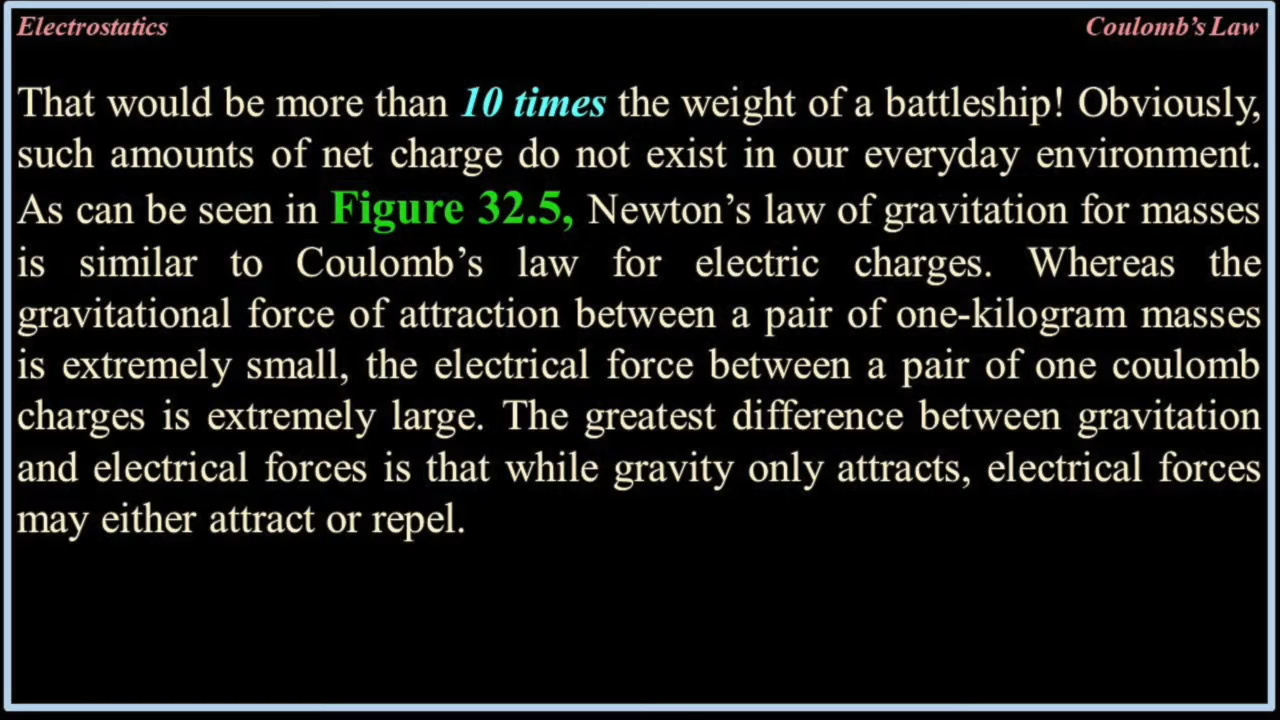 Electrostatics
Coulomb's Law
That would be more than 10 times the weight of a battleship! Obviously,
such amounts of net charge do not exist in our everyday environment.
As can be seen in Figure 32.5, Newton's law of gravitation for masses
is similar to Coulomb's law for electric charges. Whereas the
gravitational force of attraction between a pair of one-kilogram masses
is extremely small, the electrical force between a pair of one coulomb
charges is extremely large. The greatest difference between gravitation
and electrical forces is that while gravity only attracts, electrical forces
may either attract or repel.